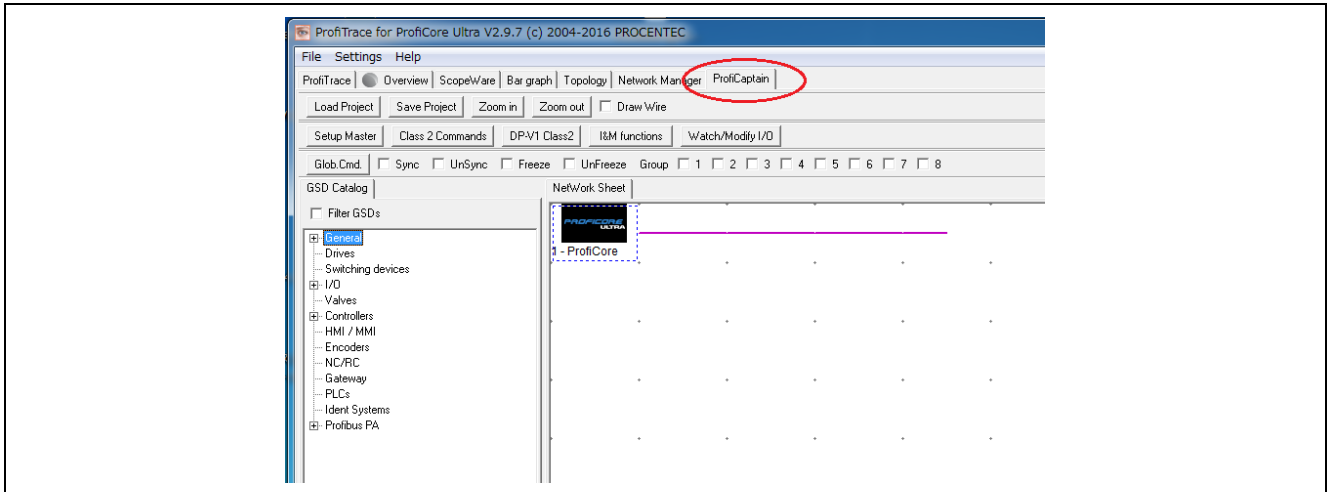 ProfiTrace for ProfiCore Ultra V2.9.7 (c) 2004-2016 PROCENTEC
File Settings Help
ProfiTrace Overview ScopeWare Bar graph Topology Network Manager ProfiCaptain
Load Project Save Project Zoom in Zoom out Draw Wire
Setup Master Class 2 Commands DP-V1 Class2 I&M functions Watch/Modify I/O
Glob.Cmd. Sync UnSync Freeze UnFreeze Group 1 2 3 4 5 6 7 8
GSD Catalog NetWork Sheet
Filter GSDs
PROFICORE
ULTRA
1 - ProfiCore
General
Drives
Switching devices
I/O
Valves
Controllers
HMI / MMI
Encoders
NC/RC
Gateway
PLCs
Ident Systems
Profibus PA